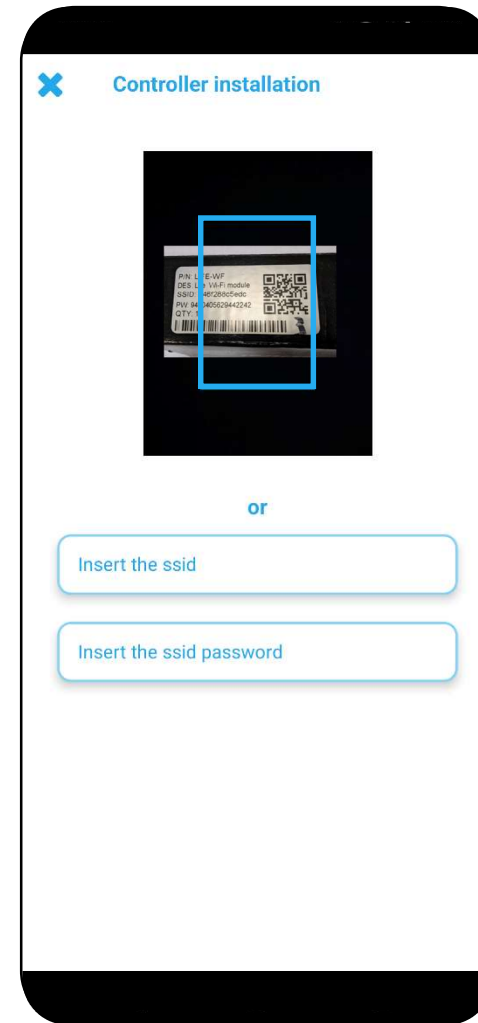 Controller installation
P/N
DES Wi-Fi module
SSID
PW
QTY
or
Insert the ssid
Insert the ssid password